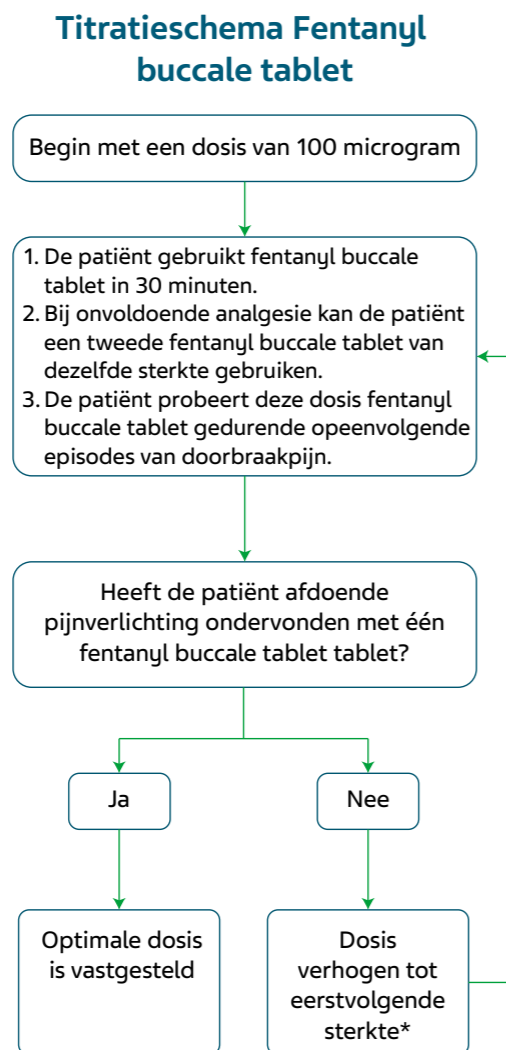 Titratieschema Fentanyl
buccale tablet
Begin met een dosis van 100 microgram
1. De patiënt gebruikt fentanyl buccale
tablet in 30 minuten.
2. Bij onvoldoende analgesie kan de patiënt
een tweede fentanyl buccale tablet van
dezelfde sterkte gebruiken.
3. De patiënt probeert deze dosis fentanyl
buccale tablet gedurende opeenvolgende
episodes van doorbraakpijn.
Heeft de patiënt afdoende
pijnverlichting ondervonden met één
fentanyl buccale tablet tablet?
Ja
Nee
Optimale dosis
is vastgesteld
Dosis
verhogen tot
eerstvolgende
sterkte*